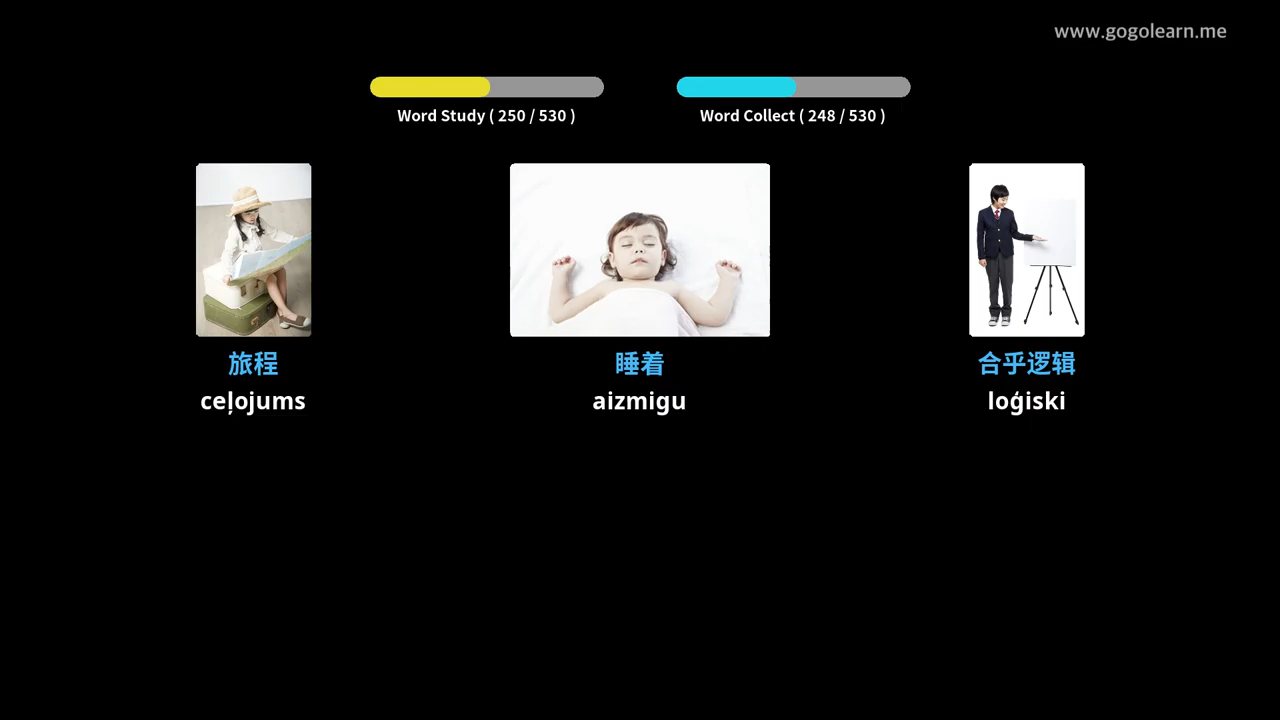 www.gogolearn.me
Word Study ( 250 / 530 )
Word Collect ( 248 / 530 )
旅程
睡着
合乎逻辑
ceļojums
aizmigu
loģiski